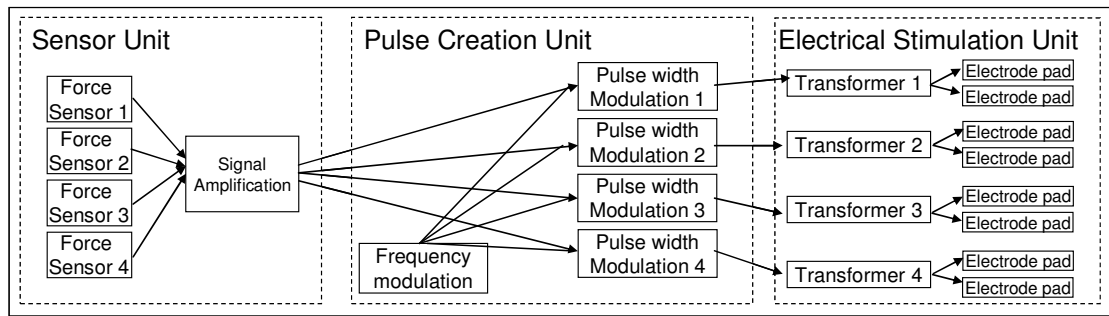 Sensor Unit
Force
Sensor 1
Force
Sensor 2
Force
Sensor 3
Force
Sensor 4
Signal
Amplification
Pulse Creation Unit
Frequency
modulation
Pulse width
Modulation 1
Pulse width
Modulation 2
Pulse width
Modulation 3
Pulse width
Modulation 4
Electrical Stimulation Unit
Transformer 1
Electrode pad
Electrode pad
Transformer 2
Electrode pad
Electrode pad
Transformer 3
Electrode pad
Electrode pad
Transformer 4
Electrode pad
Electrode pad